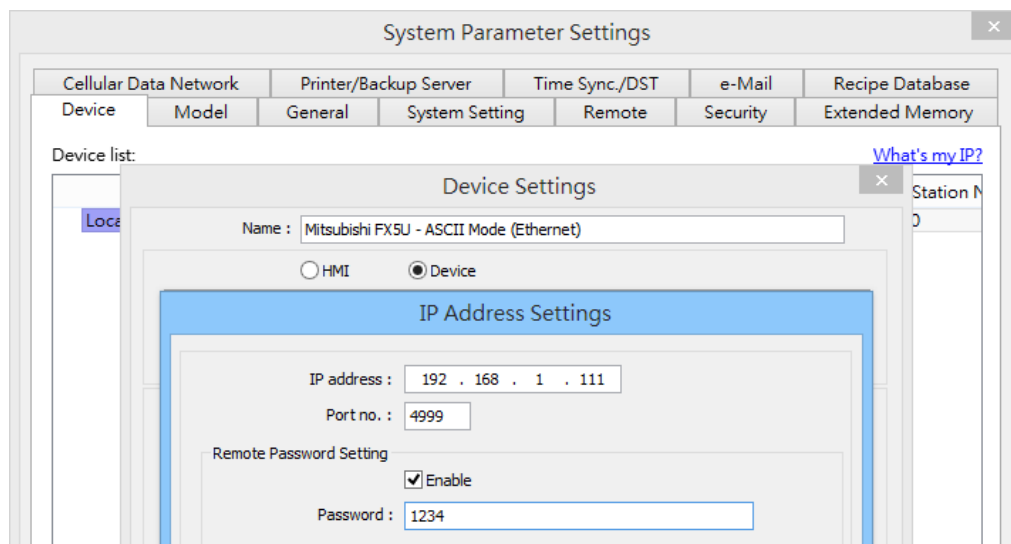 System Parameter Settings
Cellular Data Network Printer/Backup Server Time Sync./DST e-Mail Recipe Database
Device Model General System Setting Remote Security Extended Memory
Device list: What's my IP?
Device Settings
Station N
Loca 0
Name : Mitsubishi FX5U - ASCII Mode (Ethernet)
HMI Device
IP Address Settings
IP address : 192 . 168 . 1 . 111
Port no. : 4999
Remote Password Setting
Enable
Password : 1234